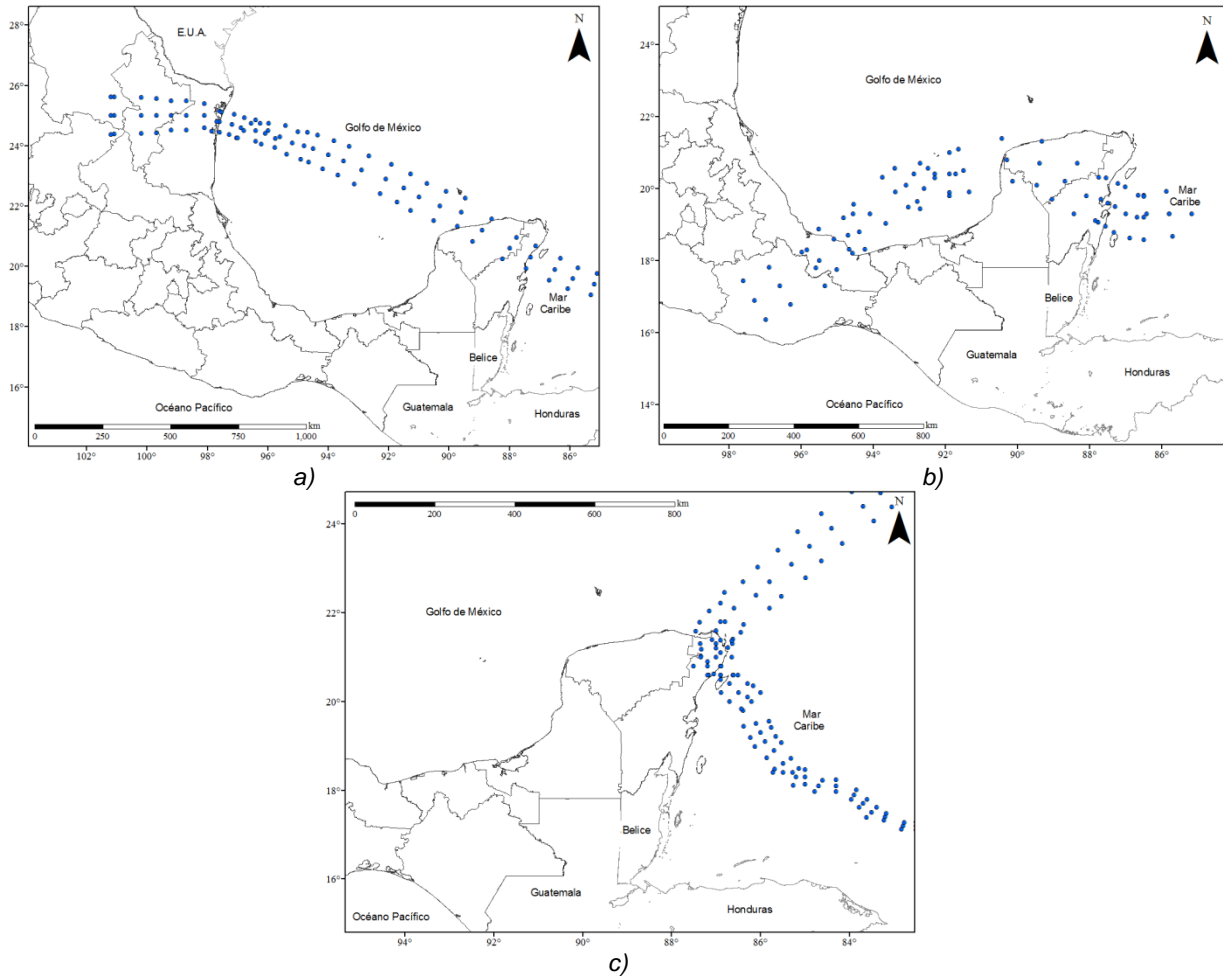 28°
E.U.A.
N
26°
24°
Golfo de México
22°
20°
18°
Mar
Caribe
Belice
16°
Océano Pacífico
Guatemala
Honduras
km
0 250 500 750 1,000
102° 100° 98° 96° 94° 92° 90° 88° 86°
a)
N
24°
Golfo de México
22°
20°
Mar
Caribe
18°
Belice
16°
Guatemala
Honduras
14°
Océano Pacífico
km
0 200 400 600 800
98° 96° 94° 92° 90° 88° 86°
b)
km
0 200 400 600 800
N
24°
Golfo de México
22°
20°
Mar
Caribe
18°
Belice
16°
Guatemala
Océano Pacífico
Honduras
94° 92° 90° 88° 86° 84°
c)